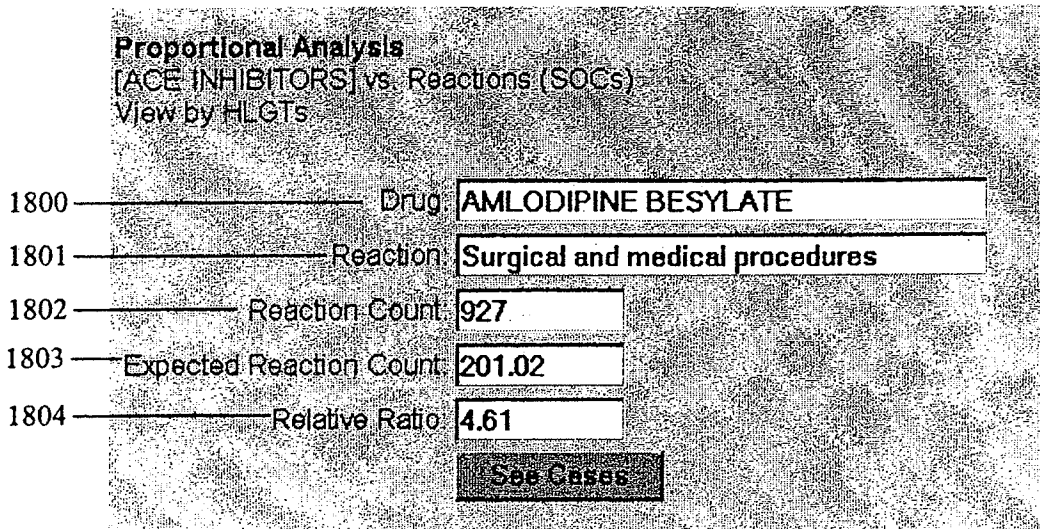 Proportional Analysis
[ACE INHIBITORS] vs. Reactions (SOCs)
View by HLGTs
1800 Drug: AMLODIPINE BESYLATE
1801 Reaction: Surgical and medical procedures
1802 Reaction Count: 927
1803 Expected Reaction Count: 201.02
1804 Relative Ratio: 4.61
See Cases